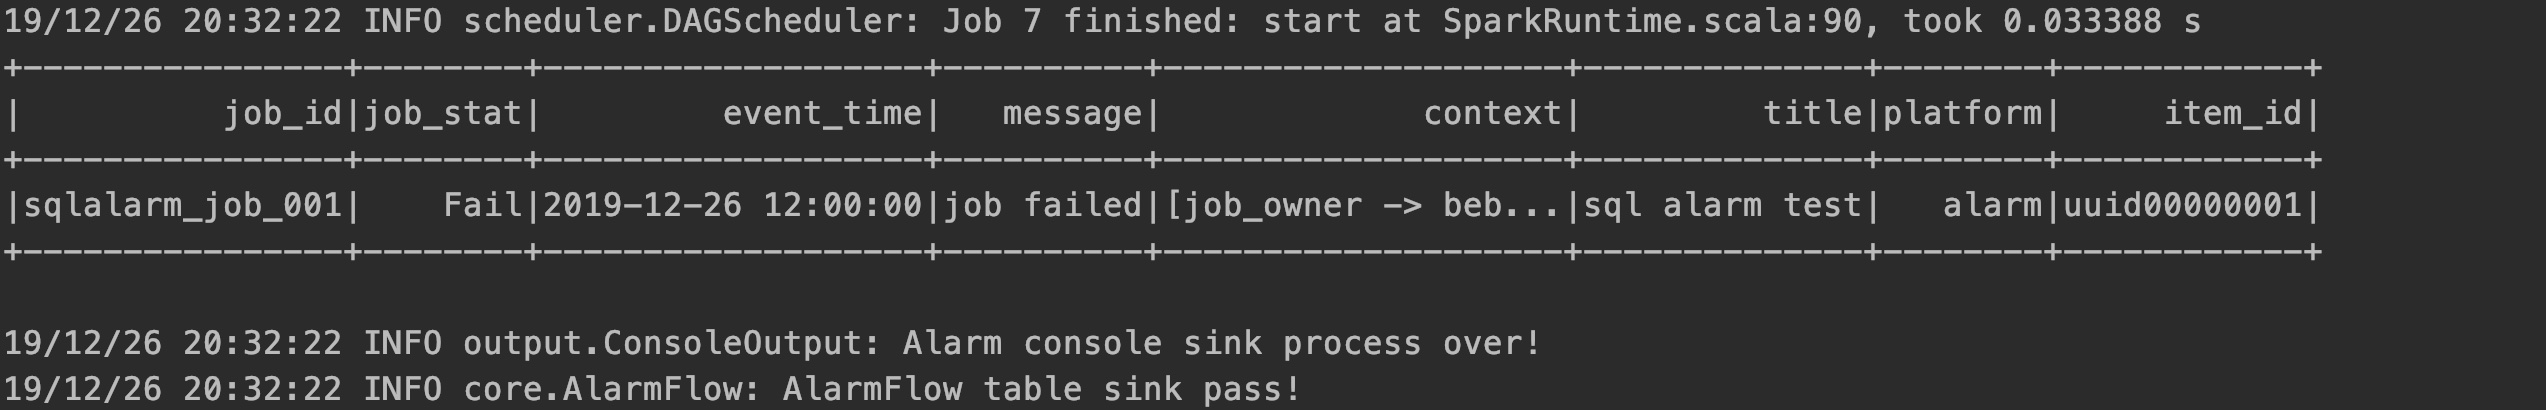 19/12/26 20:32:22 INFO scheduler.DAGScheduler: Job 7 finished: start at SparkRuntime.scala:90, took 0.033388 s
+----------------+--------+-------------------+----------+--------------------+--------------+--------+------------+
|          job_id|job_stat|         event_time|   message|             context|         title|platform|     item_id|
+----------------+--------+-------------------+----------+--------------------+--------------+--------+------------+
|sqlalarm_job_001|    Fail|2019-12-26 12:00:00|job failed|[job_owner -> beb...|sql alarm test|   alarm|uuid00000001|
+----------------+--------+-------------------+----------+--------------------+--------------+--------+------------+
19/12/26 20:32:22 INFO output.ConsoleOutput: Alarm console sink process over!
19/12/26 20:32:22 INFO core.AlarmFlow: AlarmFlow table sink pass!